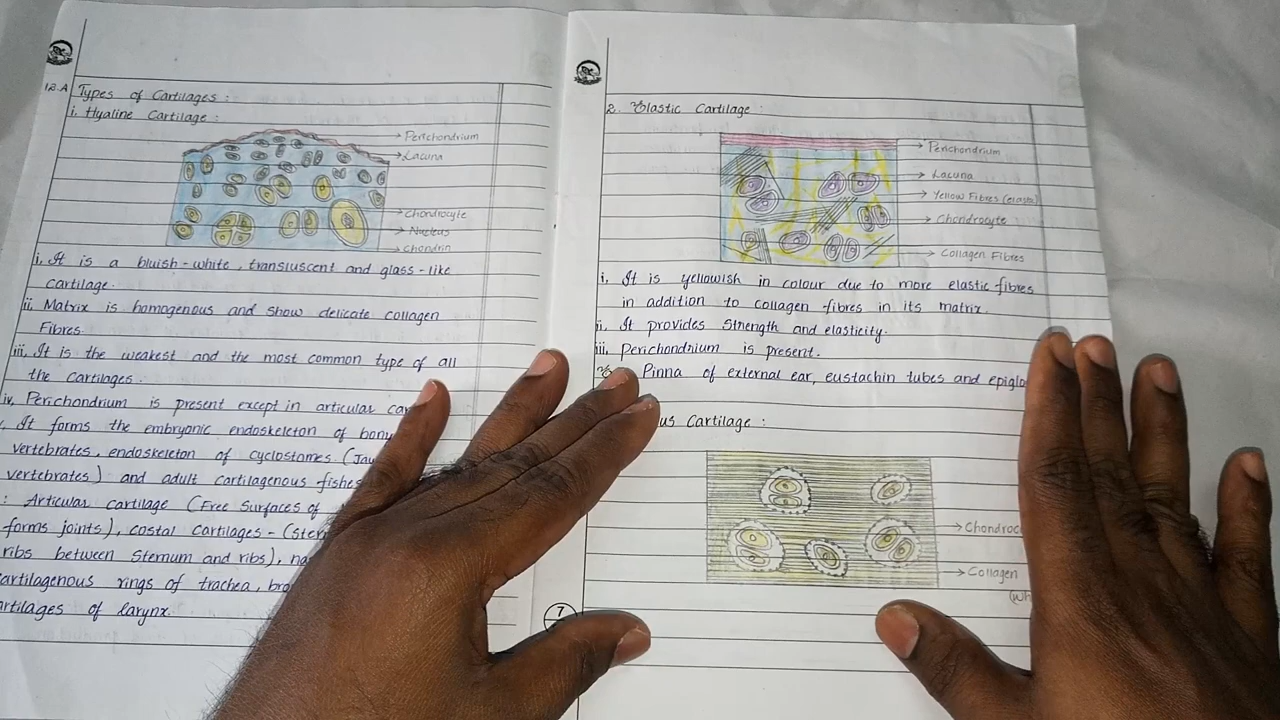 12.A Types of Cartilages :
i. Hyaline Cartilage :
Perichondrium
Lacuna
Chondrocyte
Nucleus
Chondrin
i. It is a bluish-white, transluscent and glass-like
cartilage.
ii. Matrix is homogenous and show delicate collagen
Fibres.
iii. It is the weakest and the most common type of all
the cartilages.
iv. Perichondrium is present except in articular
It forms the embryonic endoskeleton of bony
vertebrates, endoskeleton of cyclostomes
vertebrates) and adult cartilagenous fishes
: Articular cartilage (Free Surfaces of
forms joints), costal cartilages -
ribs between Sternum and ribs),
cartilagenous rings of trachea,
of larynx.
2. Elastic Cartilage :
Perichondrium
Lacuna
Yellow Fibres
Chondrocyte
Collagen Fibres
i. It is yellowish in colour due to more elastic fibres
in addition to collagen fibres in its matrix.
ii. It provides strength and elasticity.
iii. Perichondrium is present.
Pinna of external ear, eustachin tubes and
Cartilage :
Collagen
7